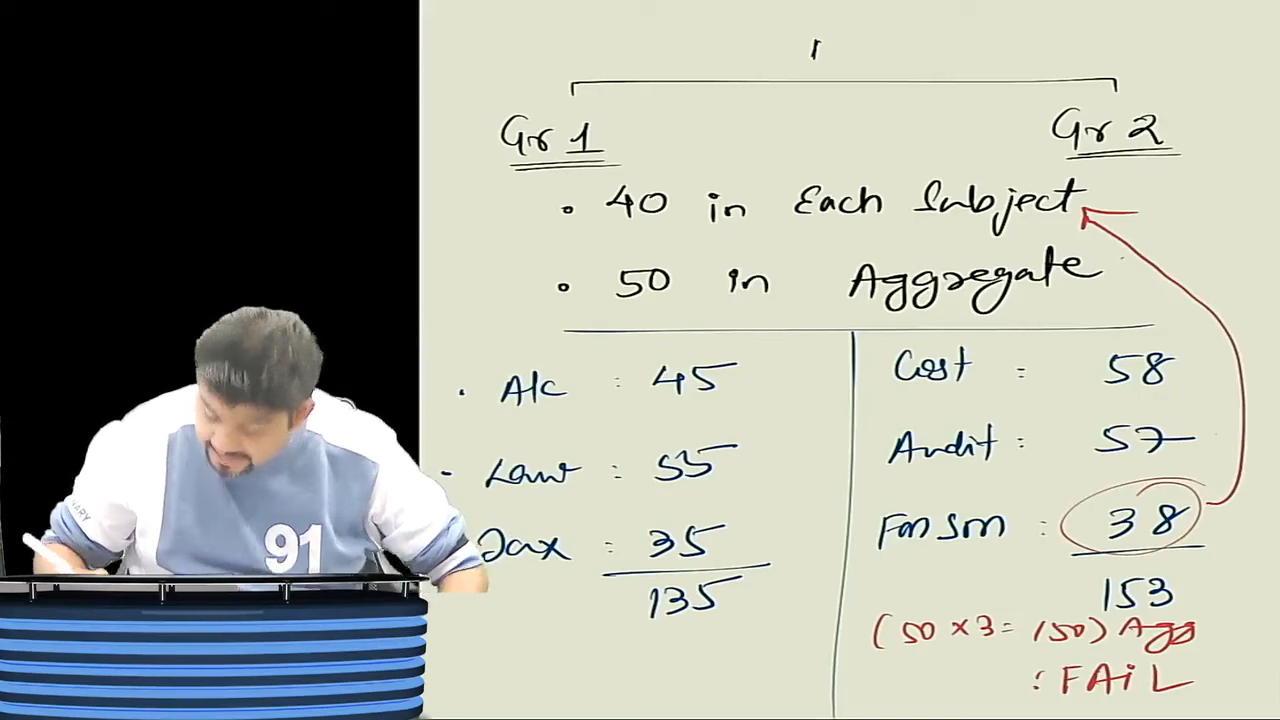 Gr 1 Gr 2
• 40 in Each Subject
• 50 in Aggregate
• A/c : 45
• Law : 55
Tax : 35
135
Cost : 58
Audit : 57
FM SM : 38
153
(50 x 3 = 150) Agg
: FAIL
91
NARY